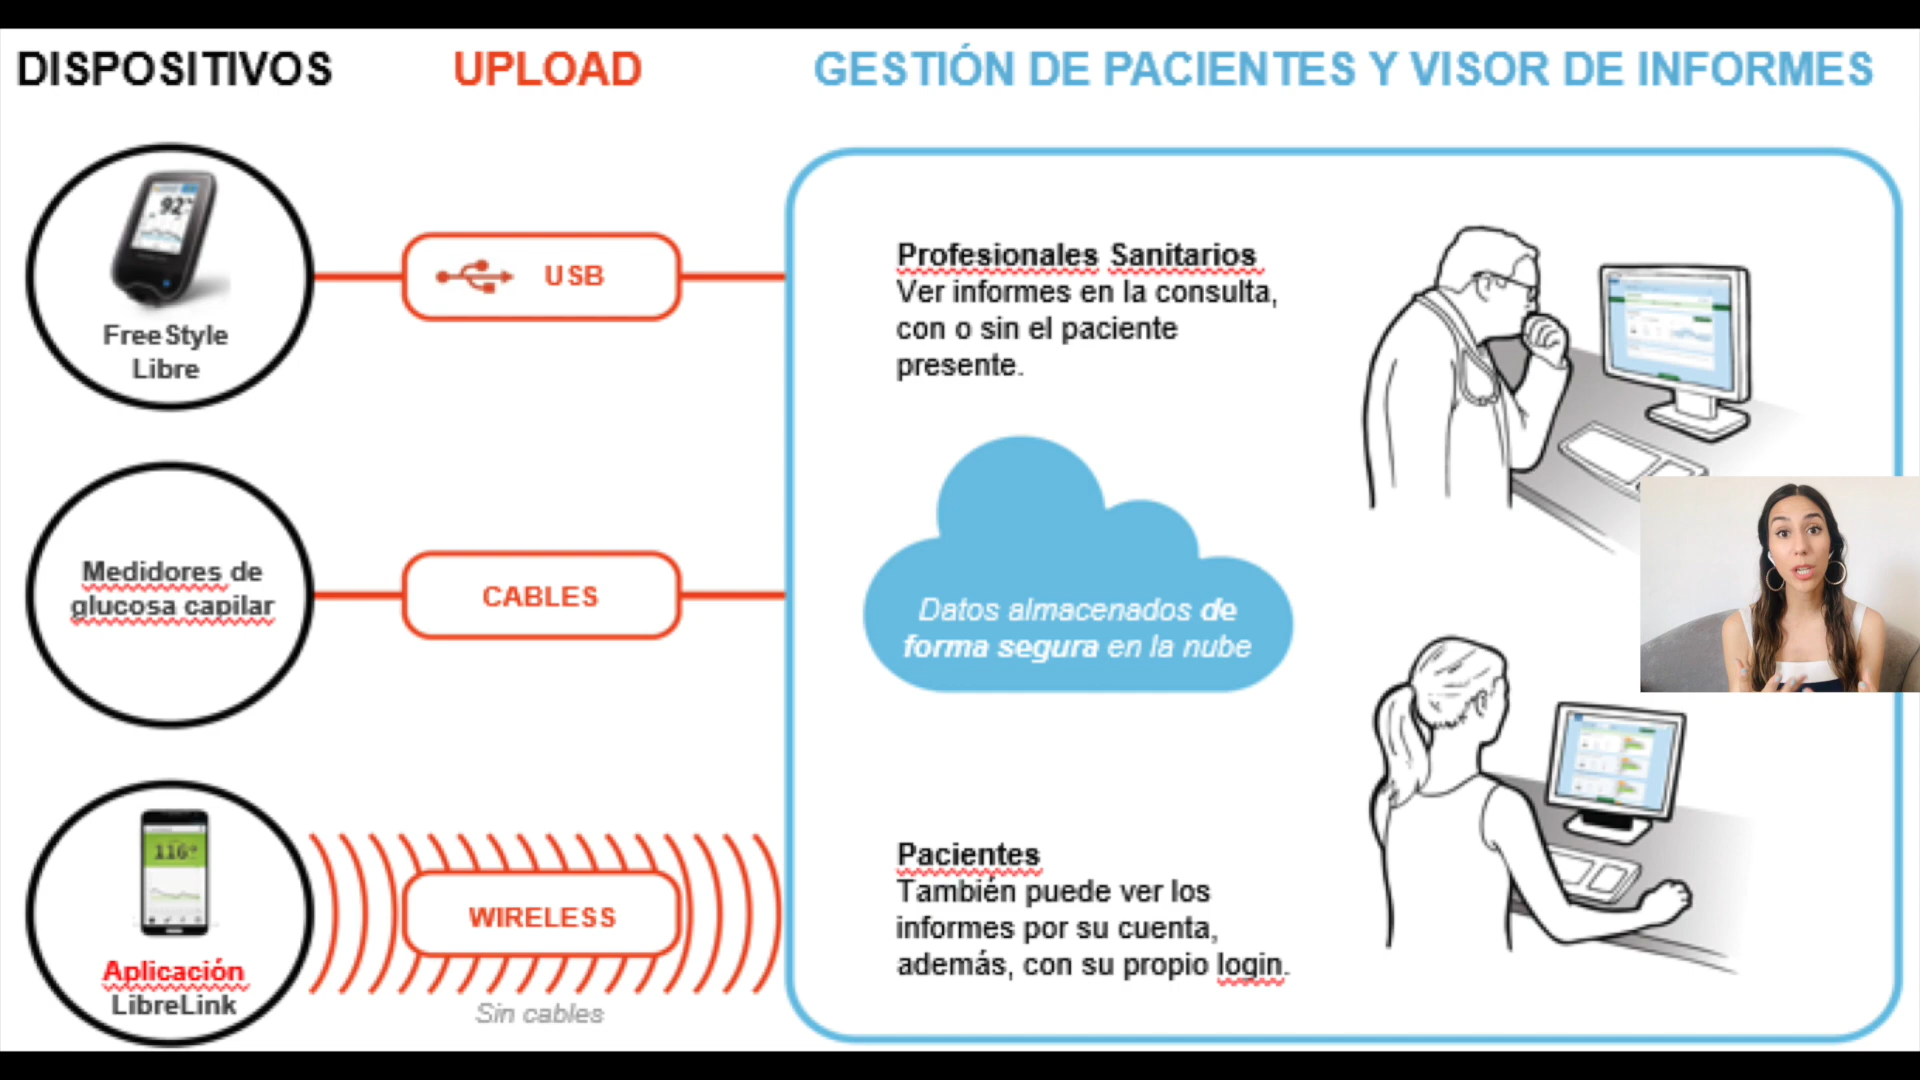 DISPOSITIVOS
UPLOAD
GESTIÓN DE PACIENTES Y VISOR DE INFORMES
92
FreeStyle
Libre
USB
Profesionales Sanitarios
Ver informes en la consulta,
con o sin el paciente
presente.
Medidores de
glucosa capilar
CABLES
Datos almacenados de
forma segura en la nube
116
Aplicación
LibreLink
WIRELESS
Sin cables
Pacientes
También puede ver los
informes por su cuenta,
además, con su propio login.